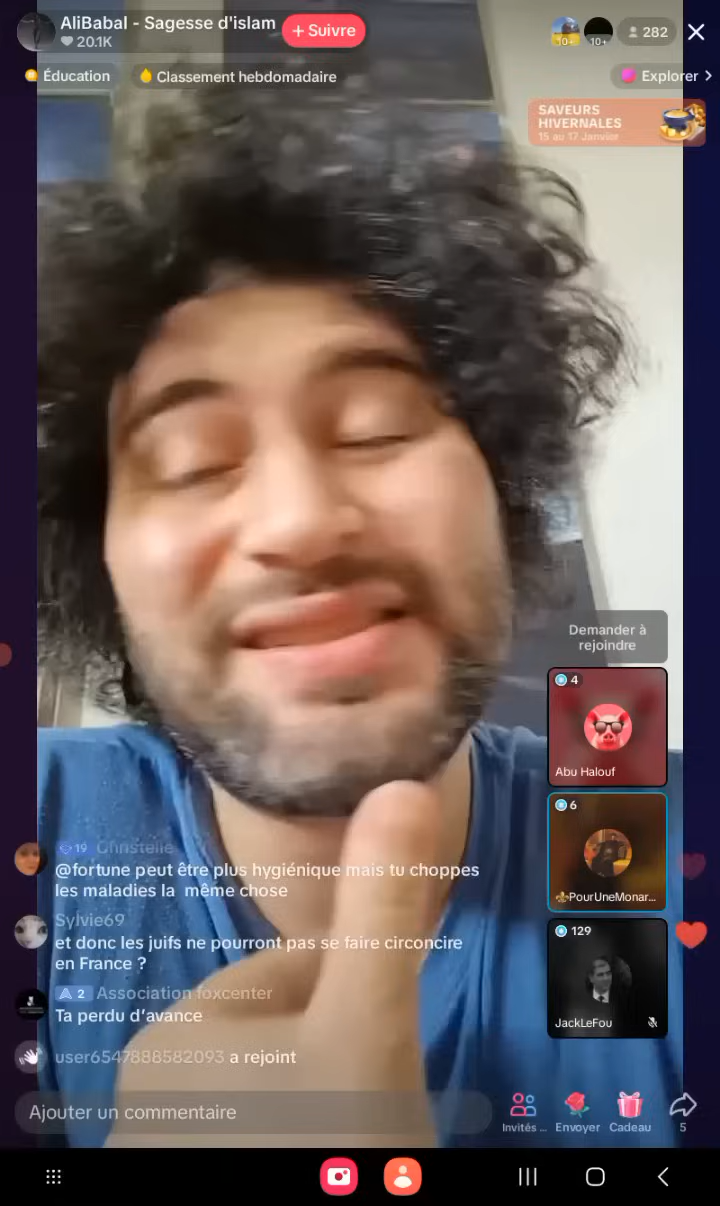 AliBabal - Sagesse d'islam
+ Suivre
20.1K
10+
10+
282
Éducation
Classement hebdomadaire
Explorer
SAVEURS
HIVERNALES
15 au 17 Janvier
Demander à
rejoindre
4
Abu Halouf
6
PourUneMonar...
129
JackLeFou
19 Christelle
@fortune peut être plus hygiénique mais tu choppes
les maladies la même chose
Sylvie69
et donc les juifs ne pourront pas se faire circoncire
en France ?
2 Association foxcenter
Ta perdu d'avance
user6547888582093 a rejoint
Ajouter un commentaire
Invités ...
Envoyer
Cadeau
5